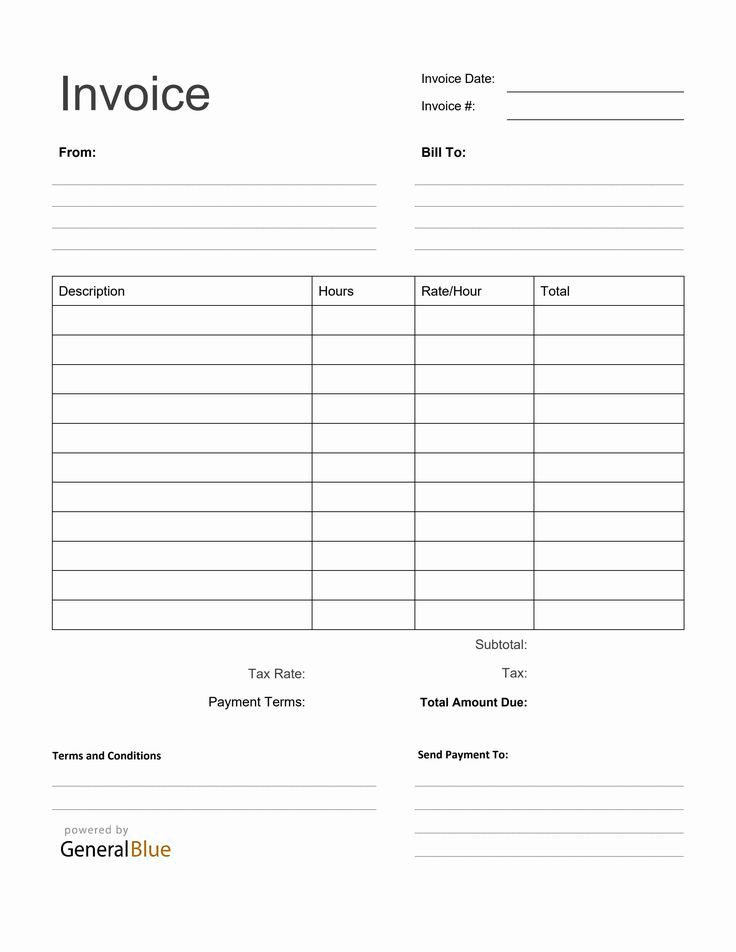 Invoice
Invoice Date:
Invoice #:
From:
Bill To:
Description Hours Rate/Hour Total
Subtotal:
Tax Rate:
Tax:
Payment Terms:
Total Amount Due:
Terms and Conditions
Send Payment To:
powered by
GeneralBlue